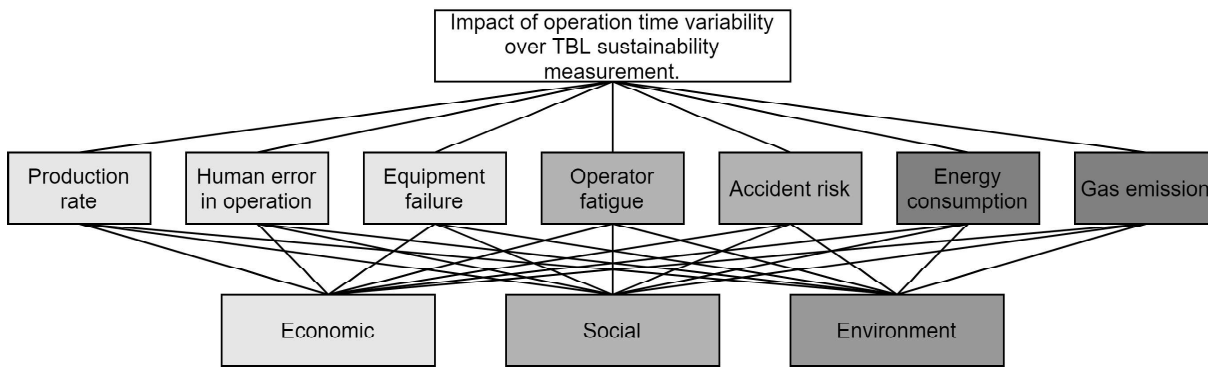 Impact of operation time variability
over TBL sustainability
measurement.
Production
rate
Human error
in operation
Equipment
failure
Operator
fatigue
Accident risk
Energy
consumption
Gas emission
Economic
Social
Environment